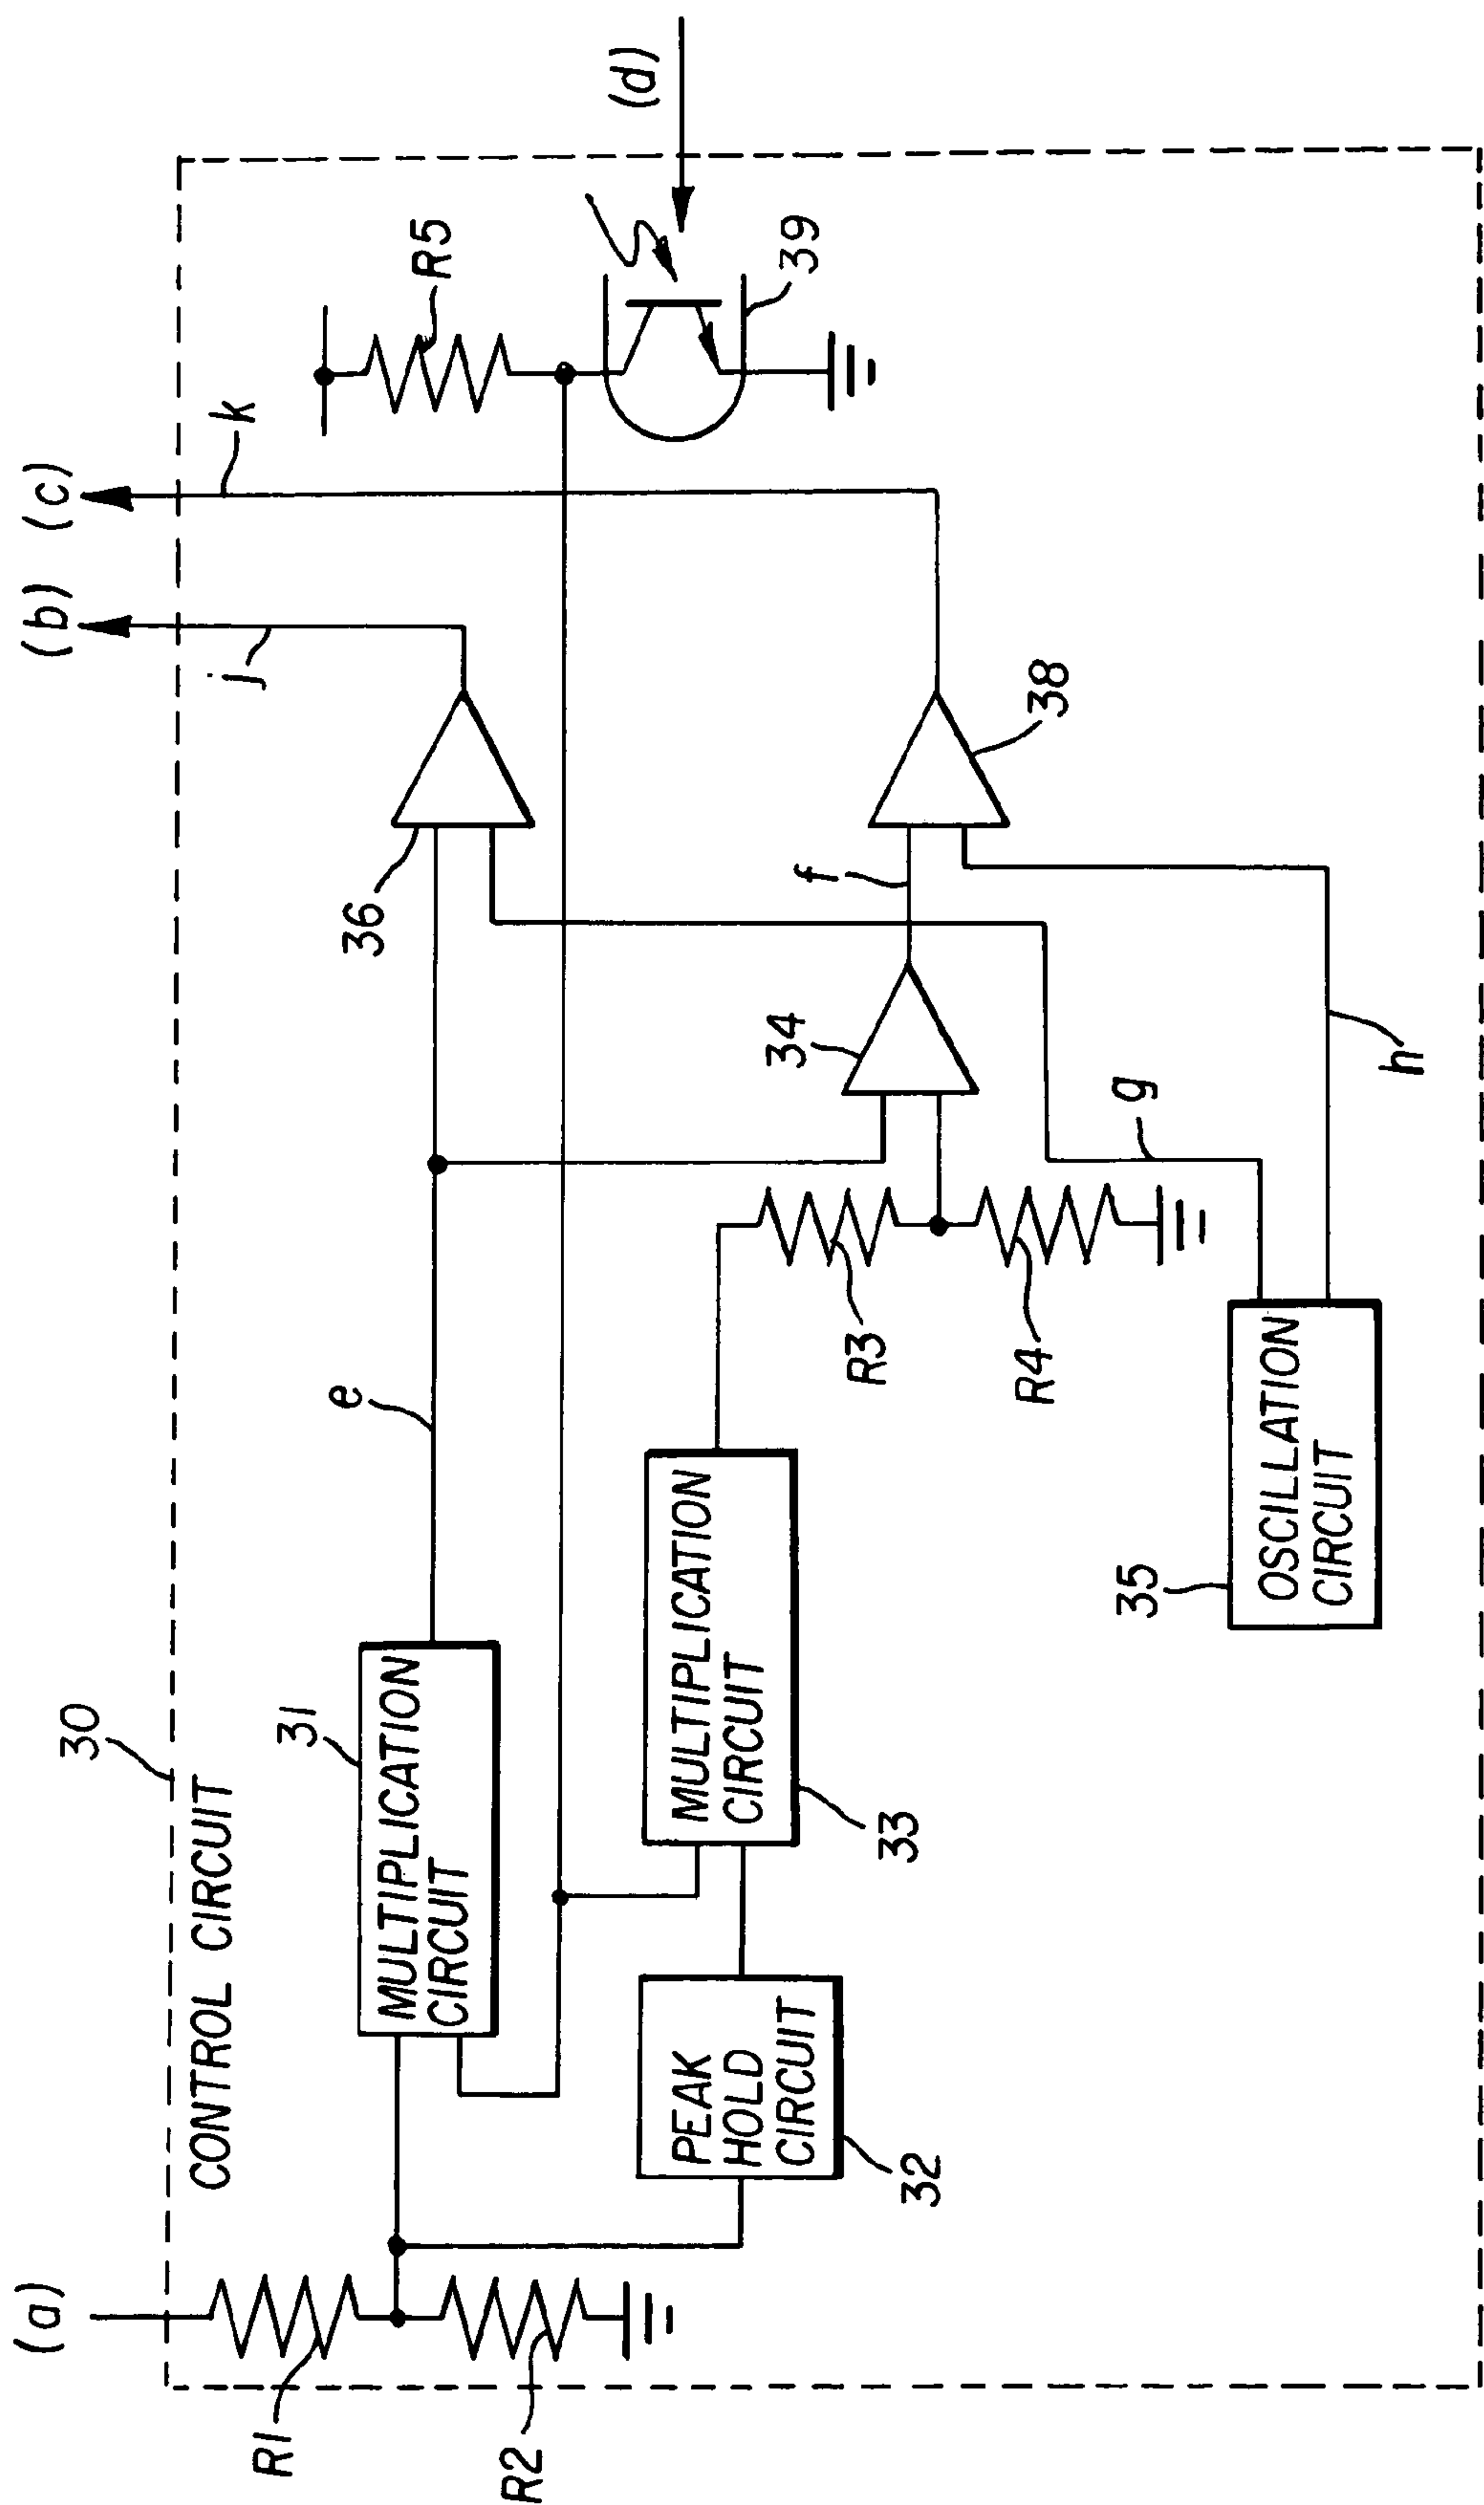 (a)
(b)
(c)
30
CONTROL CIRCUIT
j
k
R1
31
MULTIPLICATION
CIRCUIT
e
36
R5
R2
(d)
PEAK
HOLD
CIRCUIT
32
MULTIPLICATION
CIRCUIT
33
R3
34
f
39
R4
38
35
OSCILLATION
CIRCUIT
g
h